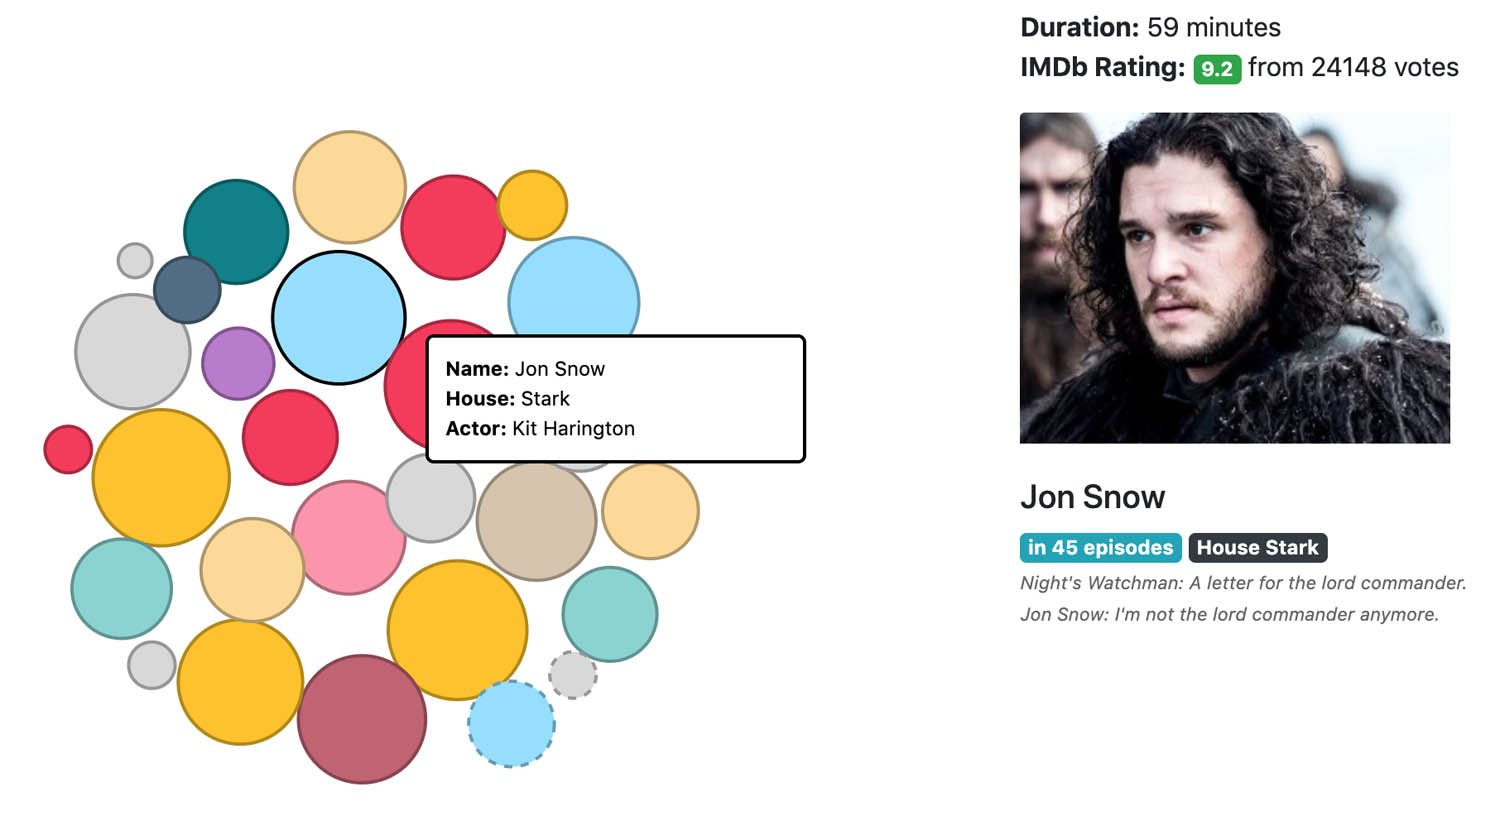 Duration: 59 minutes
IMDb Rating: 9.2 from 24148 votes
Name: Jon Snow
House: Stark
Actor: Kit Harington
Jon Snow
in 45 episodes House Stark
Night's Watchman: A letter for the lord commander.
Jon Snow: I'm not the lord commander anymore.